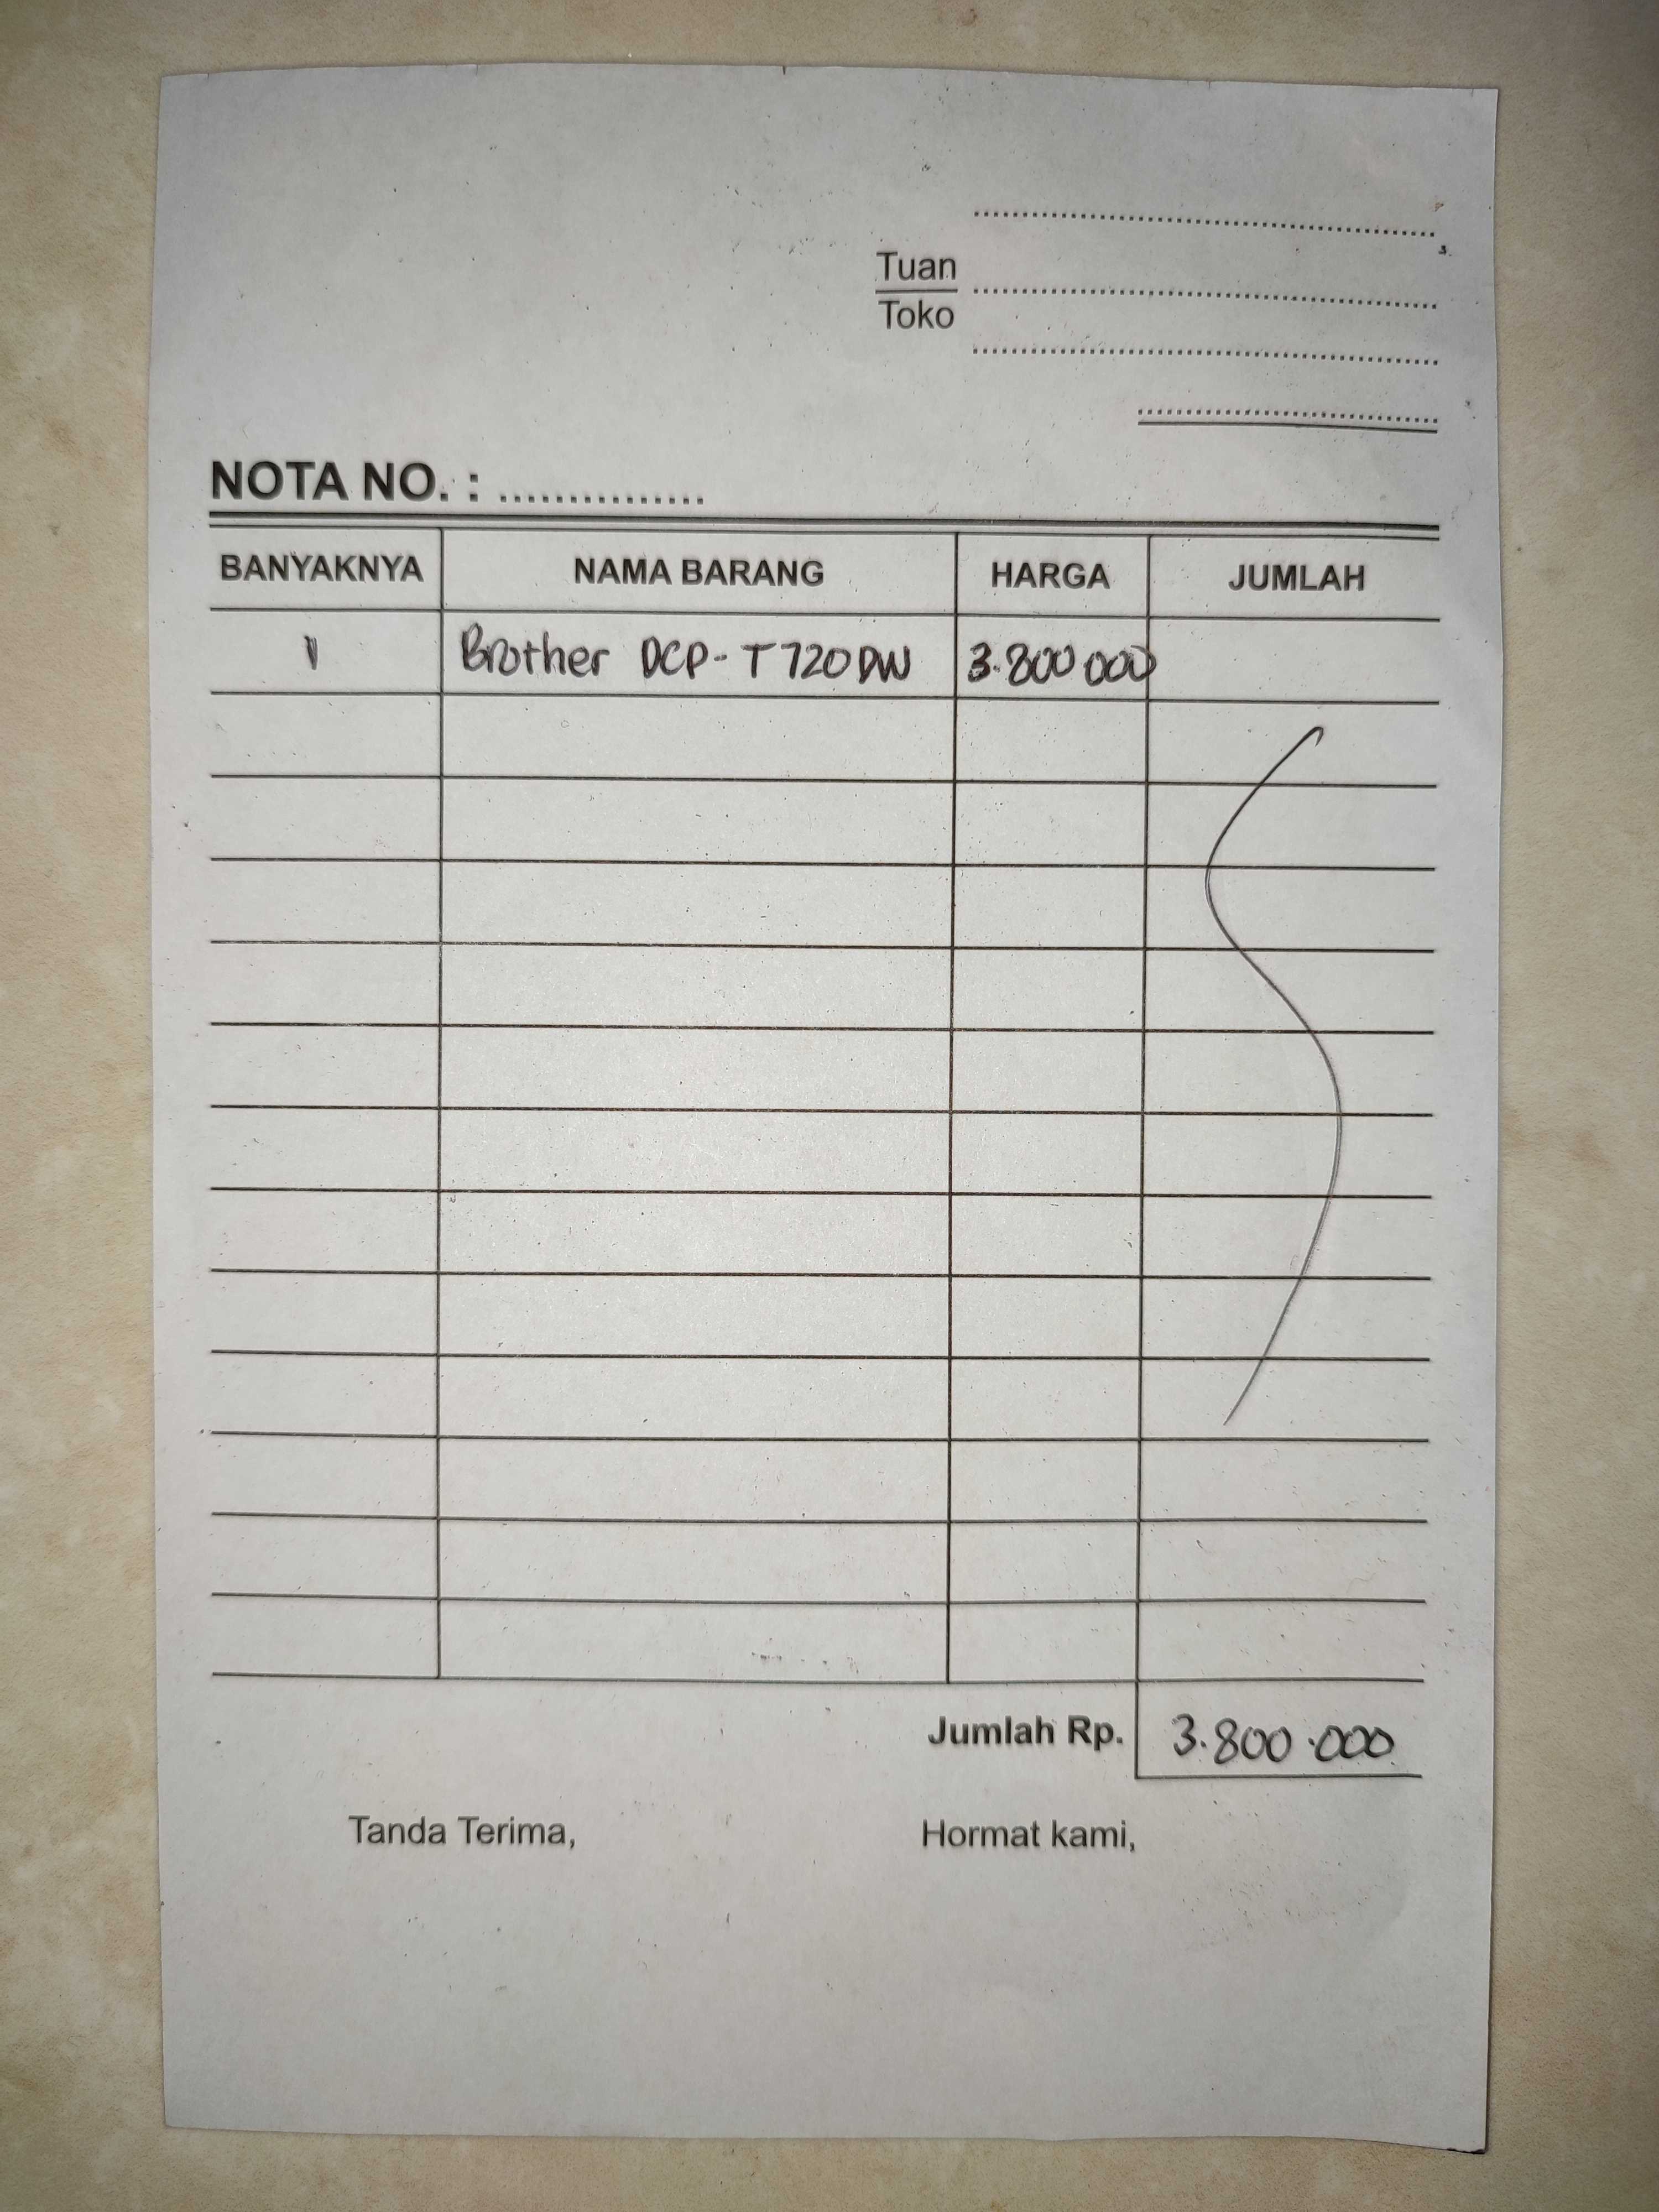 Tuan
Toko
NOTA NO. : ...............
BANYAKNYA NAMA BARANG HARGA JUMLAH
1 Brother DCP-T720DW 3.800 000
Jumlah Rp. 3.800.000
Tanda Terima, Hormat kami,